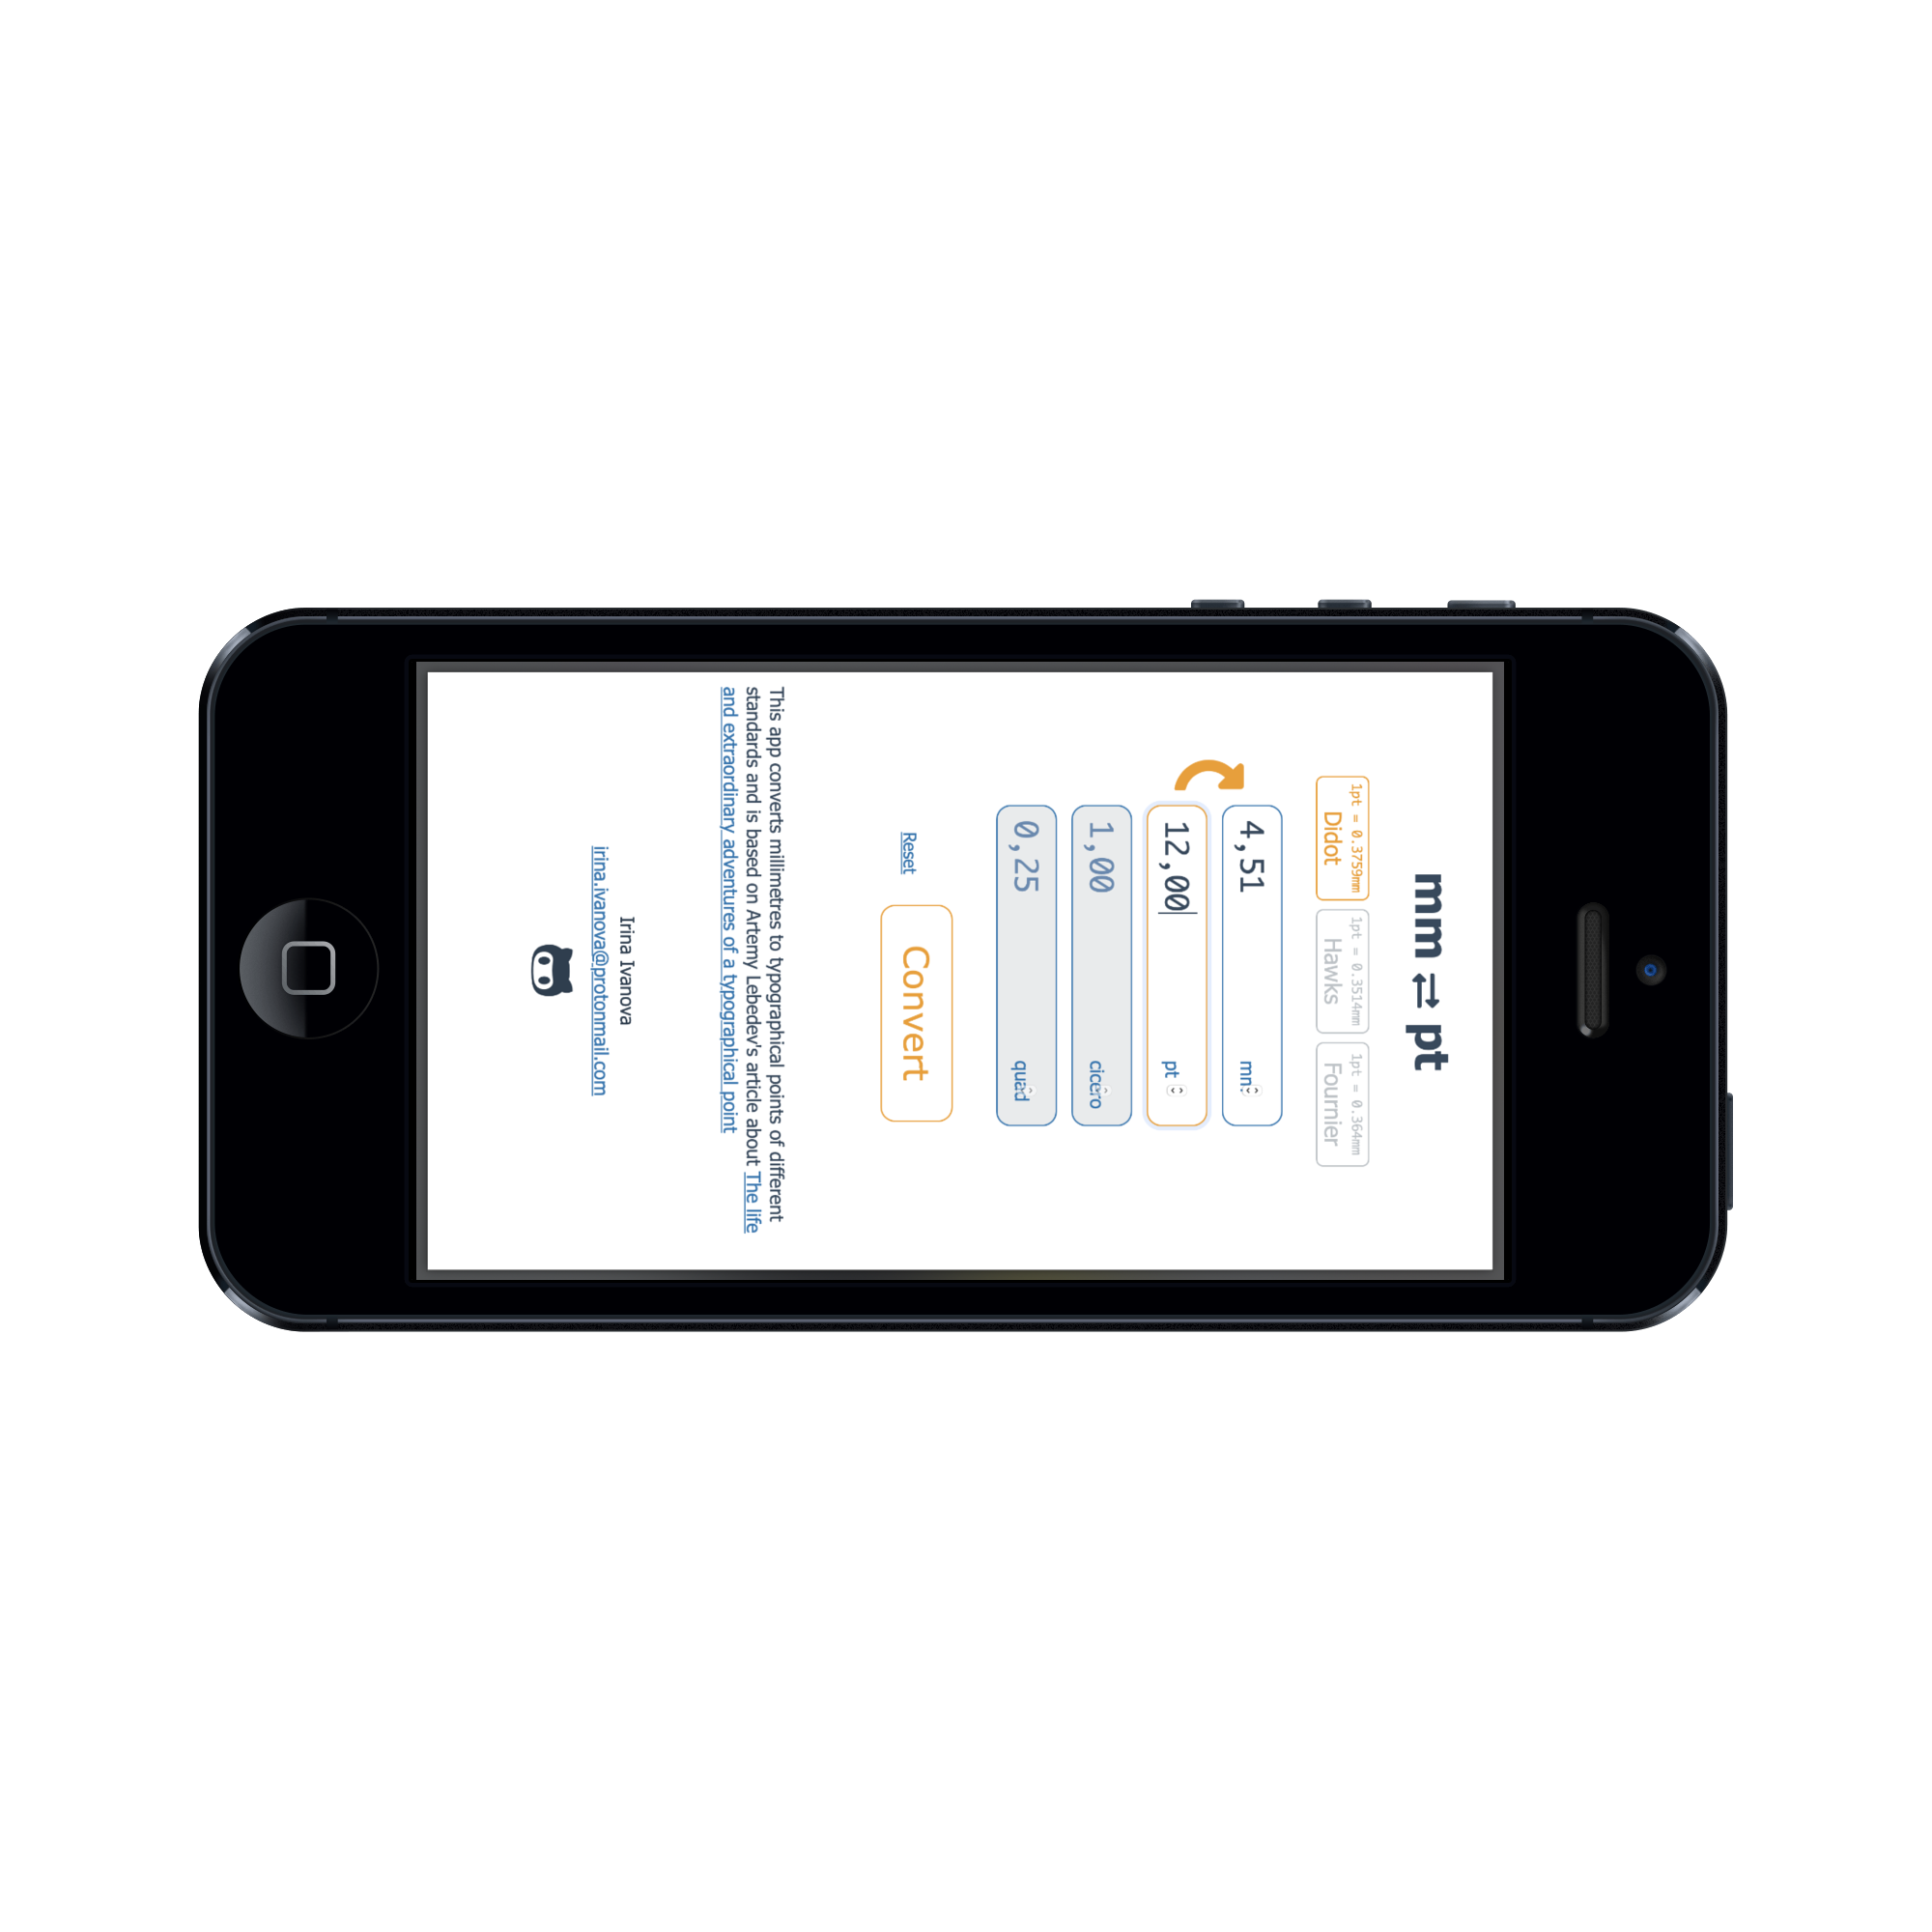 mm ⇄ pt
1pt = 0.3759mm
Didot
1pt = 0.3514mm
Hawks
1pt = 0.364mm
Fournier
4,51 mm
12,00 pt
1,00 cicero
0,25 quad
Reset Convert
This app converts millimetres to typographical points of different
standards and is based on Artemy Lebedev's article about The life
and extraordinary adventures of a typographical point
Irina Ivanova
irina.ivanova@protonmail.com